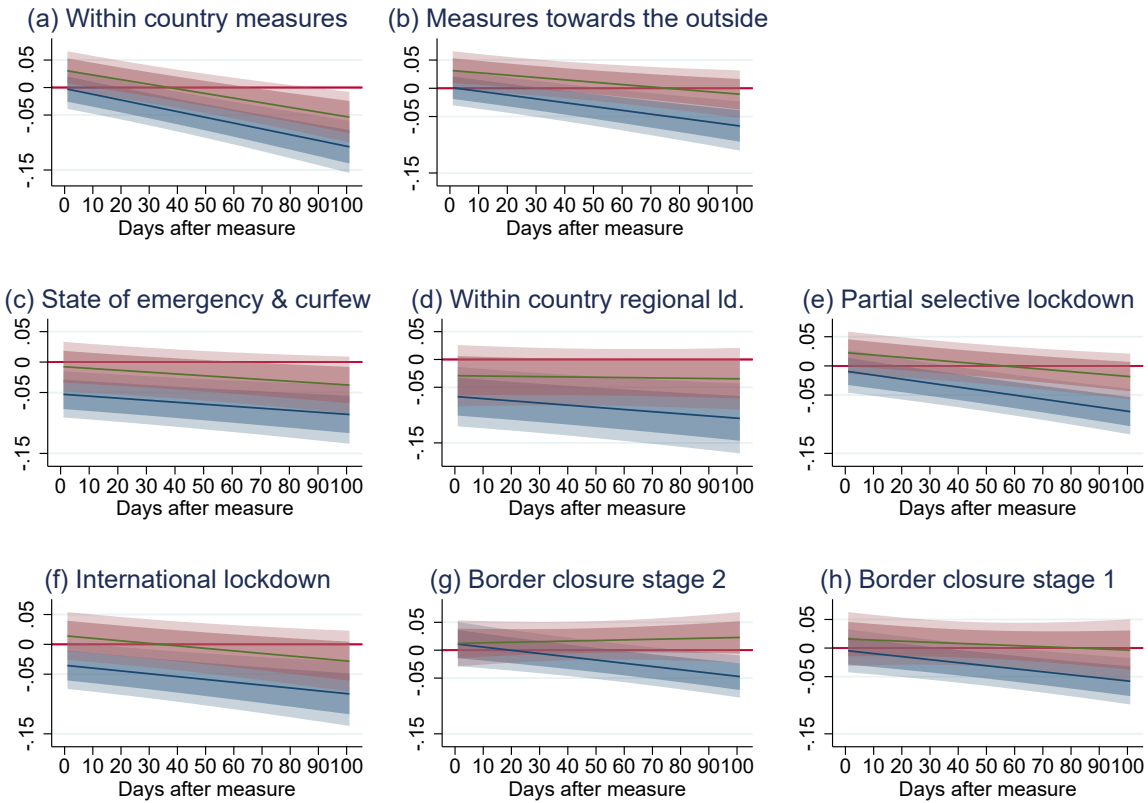 (a) Within country measures
.05
0
-.05
-.15
0 10 20 30 40 50 60 70 80 90100
Days after measure
(b) Measures towards the outside
.05
0
-.05
-.15
0 10 20 30 40 50 60 70 80 90100
Days after measure
(c) State of emergency & curfew
.05
0
-.05
-.15
0 10 20 30 40 50 60 70 80 90100
Days after measure
(d) Within country regional ld.
.05
0
-.05
-.15
0 10 20 30 40 50 60 70 80 90100
Days after measure
(e) Partial selective lockdown
.05
0
-.05
-.15
0 10 20 30 40 50 60 70 80 90100
Days after measure
(f) International lockdown
.05
0
-.05
-.15
0 10 20 30 40 50 60 70 80 90100
Days after measure
(g) Border closure stage 2
.05
0
-.05
-.15
0 10 20 30 40 50 60 70 80 90100
Days after measure
(h) Border closure stage 1
.05
0
-.05
-.15
0 10 20 30 40 50 60 70 80 90100
Days after measure